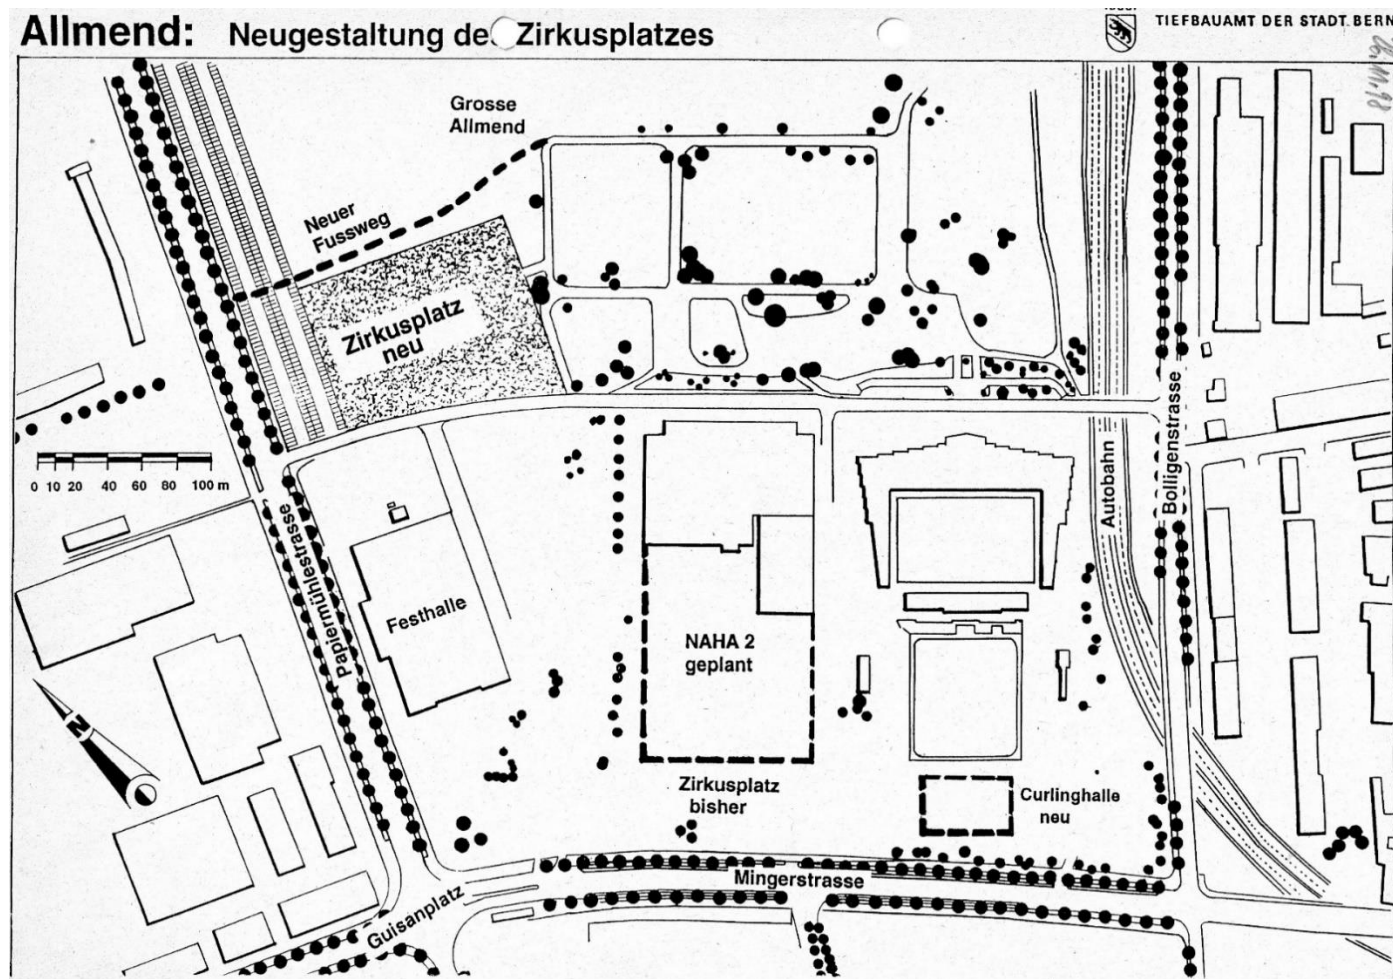 Allmend: Neugestaltung de Zirkusplatzes
TIEFBAUAMT DER STADT BERN
Grosse
Allmend
Neuer
Fussweg
Zirkusplatz
neu
0 10 20 40 60 80 100 m
Papiermühlestrasse
Festhalle
Autobahn
Bolligenstrasse
NAHA 2
geplant
N
Zirkusplatz
bisher
Curlinghalle
neu
Mingerstrasse
Guisanplatz